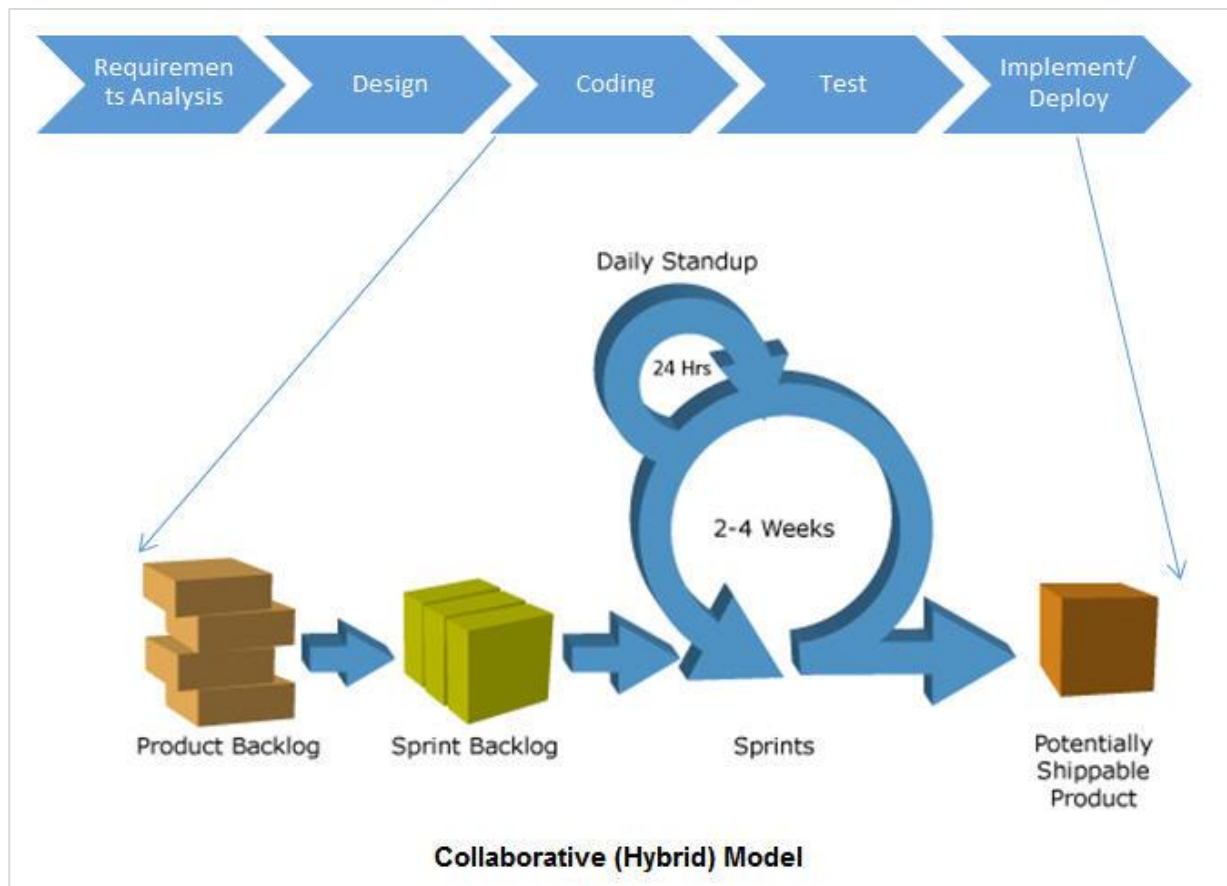 Requiremen
ts Analysis
Design
Coding
Test
Implement/
Deploy
Daily Standup
24 Hrs
2-4 Weeks
Product Backlog
Sprint Backlog
Sprints
Potentially
Shippable
Product
Collaborative (Hybrid) Model